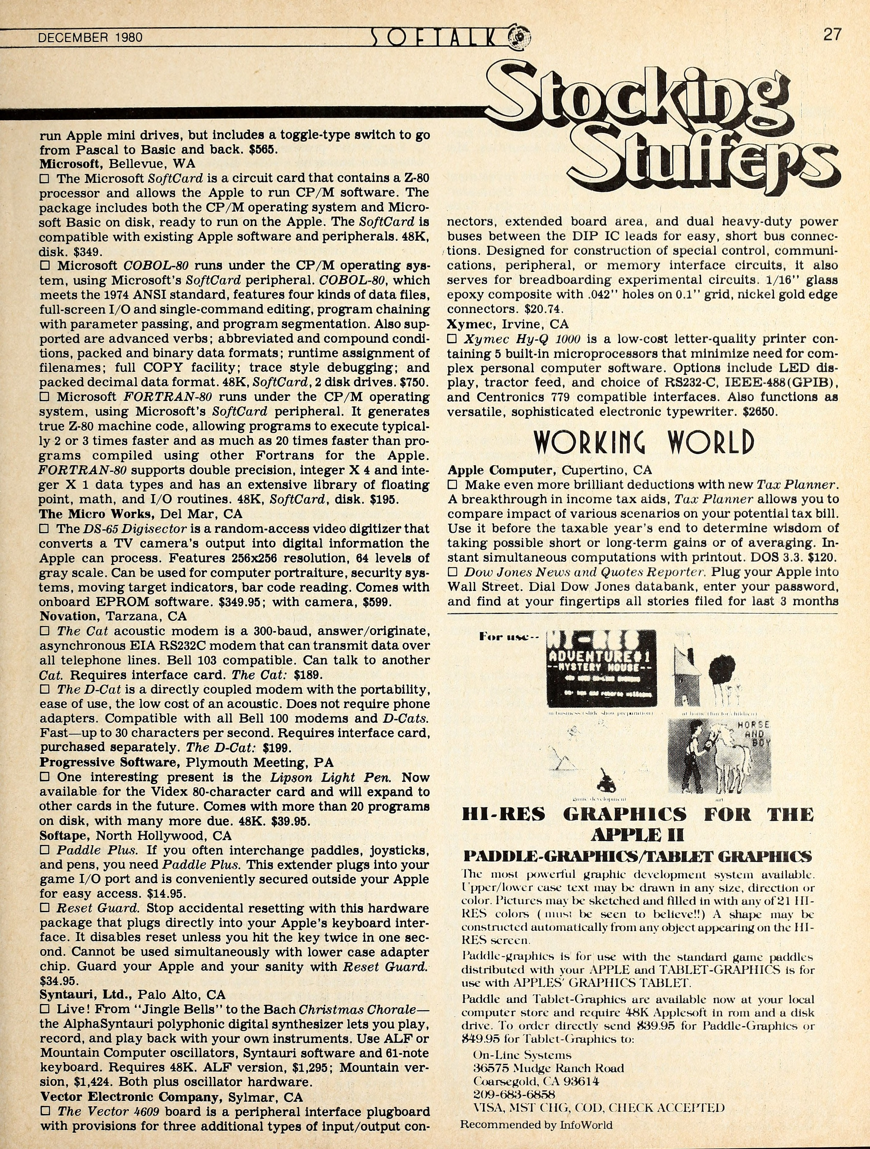 DECEMBER 1980
SOFTALK
27
Stocking
Stuffers
run Apple mini drives, but includes a toggle-type switch to go
from Pascal to Basic and back. $565.
Microsoft, Bellevue, WA
□ The Microsoft SoftCard is a circuit card that contains a Z-80
processor and allows the Apple to run CP/M software. The
package includes both the CP/M operating system and Micro-
soft Basic on disk, ready to run on the Apple. The SoftCard is
compatible with existing Apple software and peripherals. 48K,
disk. $349.
□ Microsoft COBOL-80 runs under the CP/M operating sys-
tem, using Microsoft's SoftCard peripheral. COBOL-80, which
meets the 1974 ANSI standard, features four kinds of data files,
full-screen I/O and single-command editing, program chaining
with parameter passing, and program segmentation. Also sup-
ported are advanced verbs; abbreviated and compound condi-
tions, packed and binary data formats; runtime assignment of
filenames; full COPY facility; trace style debugging; and
packed decimal data format. 48K, SoftCard, 2 disk drives. $750.
□ Microsoft FORTRAN-80 runs under the CP/M operating
system, using Microsoft's SoftCard peripheral. It generates
true Z-80 machine code, allowing programs to execute typical-
ly 2 or 3 times faster and as much as 20 times faster than pro-
grams compiled using other Fortrans for the Apple.
FORTRAN-80 supports double precision, integer X 4 and inte-
ger X 1 data types and has an extensive library of floating
point, math, and I/O routines. 48K, SoftCard, disk. $195.
The Micro Works, Del Mar, CA
□ The DS-65 Digisector is a random-access video digitizer that
converts a TV camera's output into digital information the
Apple can process. Features 256x256 resolution, 64 levels of
gray scale. Can be used for computer portraiture, security sys-
tems, moving target indicators, bar code reading. Comes with
onboard EPROM software. $349.95; with camera, $599.
Novation, Tarzana, CA
□ The Cat acoustic modem is a 300-baud, answer/originate,
asynchronous EIA RS232C modem that can transmit data over
all telephone lines. Bell 103 compatible. Can talk to another
Cat. Requires interface card. The Cat: $189.
□ The D-Cat is a directly coupled modem with the portability,
ease of use, the low cost of an acoustic. Does not require phone
adapters. Compatible with all Bell 100 modems and D-Cats.
Fast—up to 30 characters per second. Requires interface card,
purchased separately. The D-Cat: $199.
Progressive Software, Plymouth Meeting, PA
□ One interesting present is the Lipson Light Pen. Now
available for the Videx 80-character card and will expand to
other cards in the future. Comes with more than 20 programs
on disk, with many more due. 48K. $39.95.
Softape, North Hollywood, CA
□ Paddle Plus. If you often interchange paddles, joysticks,
and pens, you need Paddle Plus. This extender plugs into your
game I/O port and is conveniently secured outside your Apple
for easy access. $14.95.
□ Reset Guard. Stop accidental resetting with this hardware
package that plugs directly into your Apple's keyboard inter-
face. It disables reset unless you hit the key twice in one sec-
ond. Cannot be used simultaneously with lower case adapter
chip. Guard your Apple and your sanity with Reset Guard.
$34.95.
Syntauri, Ltd., Palo Alto, CA
□ Live! From "Jingle Bells" to the Bach Christmas Chorale—
the AlphaSyntauri polyphonic digital synthesizer lets you play,
record, and play back with your own instruments. Use ALF or
Mountain Computer oscillators, Syntauri software and 61-note
keyboard. Requires 48K. ALF version, $1,295; Mountain ver-
sion, $1,424. Both plus oscillator hardware.
Vector Electronic Company, Sylmar, CA
□ The Vector 4609 board is a peripheral interface plugboard
with provisions for three additional types of input/output con-
nectors, extended board area, and dual heavy-duty power
buses between the DIP IC leads for easy, short bus connec-
tions. Designed for construction of special control, communi-
cations, peripheral, or memory interface circuits, it also
serves for breadboarding experimental circuits. 1/16" glass
epoxy composite with .042" holes on 0.1" grid, nickel gold edge
connectors. $20.74.
Xymec, Irvine, CA
□ Xymec Hy-Q 1000 is a low-cost letter-quality printer con-
taining 5 built-in microprocessors that minimize need for com-
plex personal computer software. Options include LED dis-
play, tractor feed, and choice of RS232-C, IEEE-488(GPIB),
and Centronics 779 compatible interfaces. Also functions as
versatile, sophisticated electronic typewriter. $2650.
WORKING WORLD
Apple Computer, Cupertino, CA
□ Make even more brilliant deductions with new Tax Planner.
A breakthrough in income tax aids, Tax Planner allows you to
compare impact of various scenarios on your potential tax bill.
Use it before the taxable year's end to determine wisdom of
taking possible short or long-term gains or of averaging. In-
stant simultaneous computations with printout. DOS 3.3. $120.
□ Dow Jones News and Quotes Reporter. Plug your Apple into
Wall Street. Dial Dow Jones databank, enter your password,
and find at your fingertips all stories filed for last 3 months
For use--
HI-RES
ADVENTURE#1
--MYSTERY HOUSE--
HORSE
AND
BOY
game development
art
HI-RES GRAPHICS FOR THE
APPLE II
PADDLE-GRAPHICS/TABLET GRAPHICS
The most powerful graphic development system available.
Upper/lower case text may be drawn in any size, direction or
color. Pictures may be sketched and filled in with any of 21 HI-
RES colors (must be seen to believe!!) A shape may be
constructed automatically from any object appearing on the HI-
RES screen.
Paddle-graphics is for use with the standard game paddles
distributed with your APPLE and TABLET-GRAPHICS is for
use with APPLES' GRAPHICS TABLET.
Paddle and Tablet-Graphics are available now at your local
computer store and require 48K Applesoft in rom and a disk
drive. To order directly send $39.95 for Paddle-Graphics or
$49.95 for Tablet-Graphics to:
On-Line Systems
36575 Mudge Ranch Road
Coarsegold, CA 93614
209-683-6858
VISA, MST CHG, COD, CHECK ACCEPTED
Recommended by InfoWorld